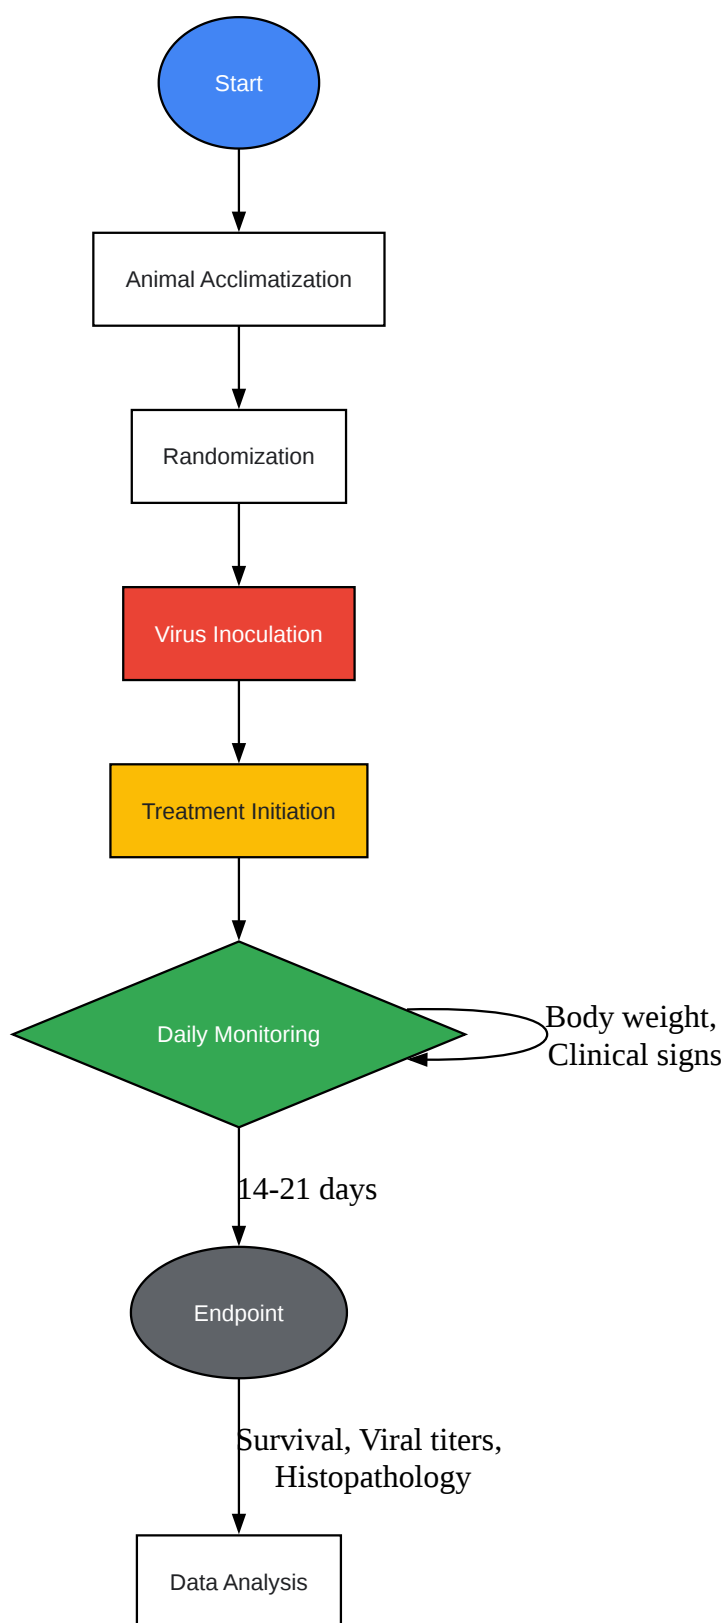 Start
Animal Acclimatization
Randomization
Virus Inoculation
Treatment Initiation
Daily Monitoring
Body weight,
Clinical signs
14-21 days
Endpoint
Survival, Viral titers,
Histopathology
Data Analysis